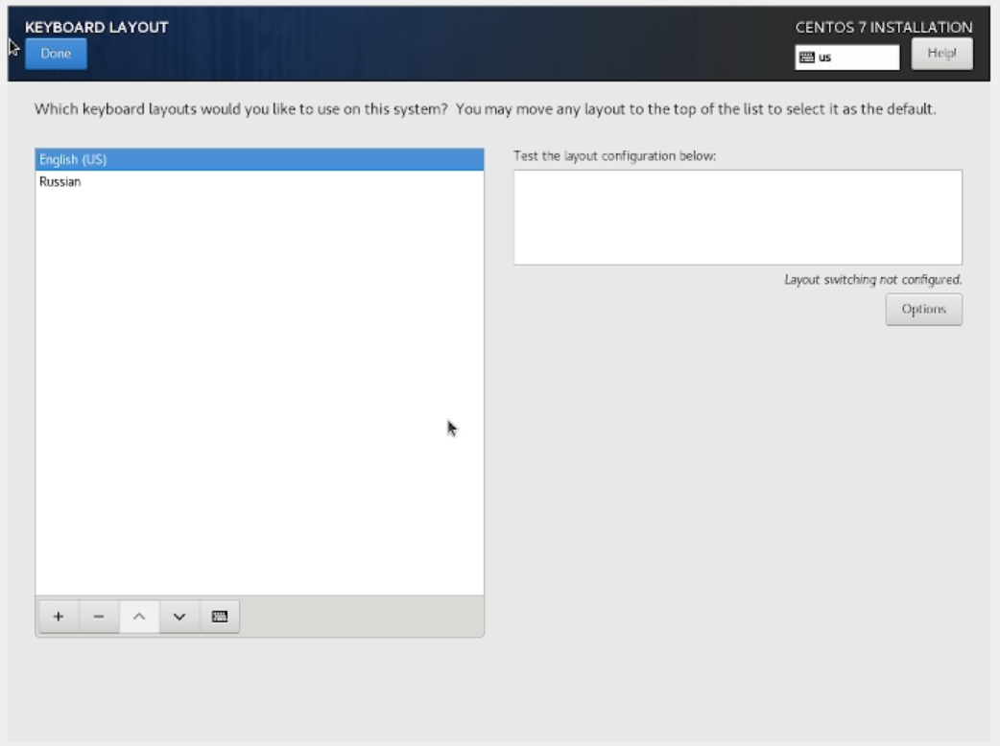 KEYBOARD LAYOUT
CENTOS 7 INSTALLATION
Done
us
Help!
Which keyboard layouts would you like to use on this system? You may move any layout to the top of the list to select it as the default.
English (US)
Russian
Test the layout configuration below:
Layout switching not configured.
Options